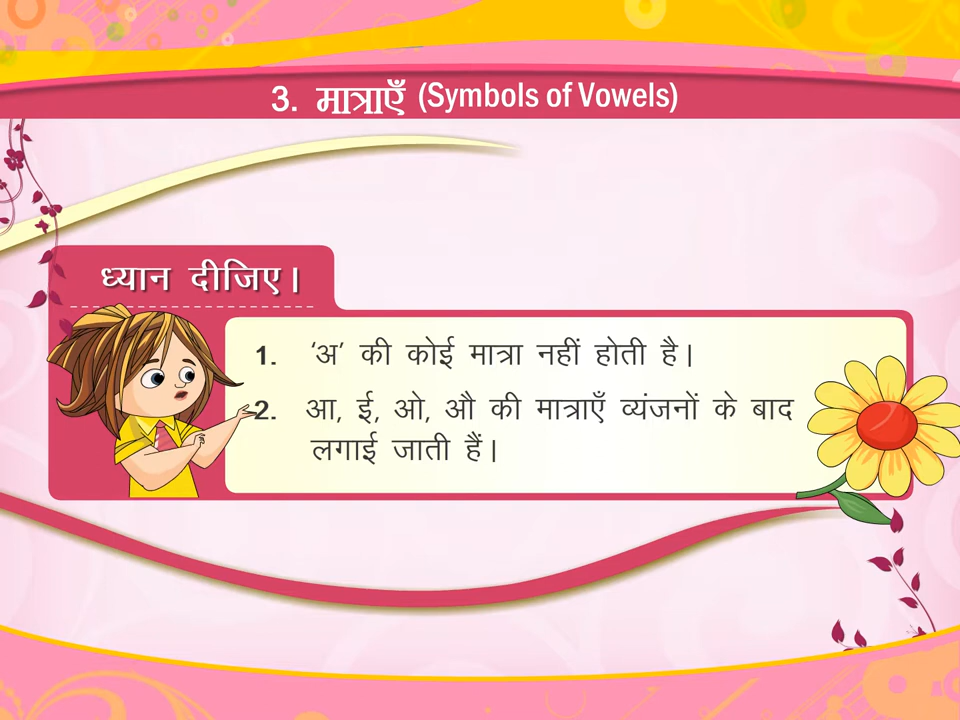 3. मात्राएँ (Symbols of Vowels)
ध्यान दीजिए।
1. ‘अ’ की कोई मात्रा नहीं होती है।
2. आ, ई, ओ, औ की मात्राएँ व्यंजनों के बाद
लगाई जाती हैं।